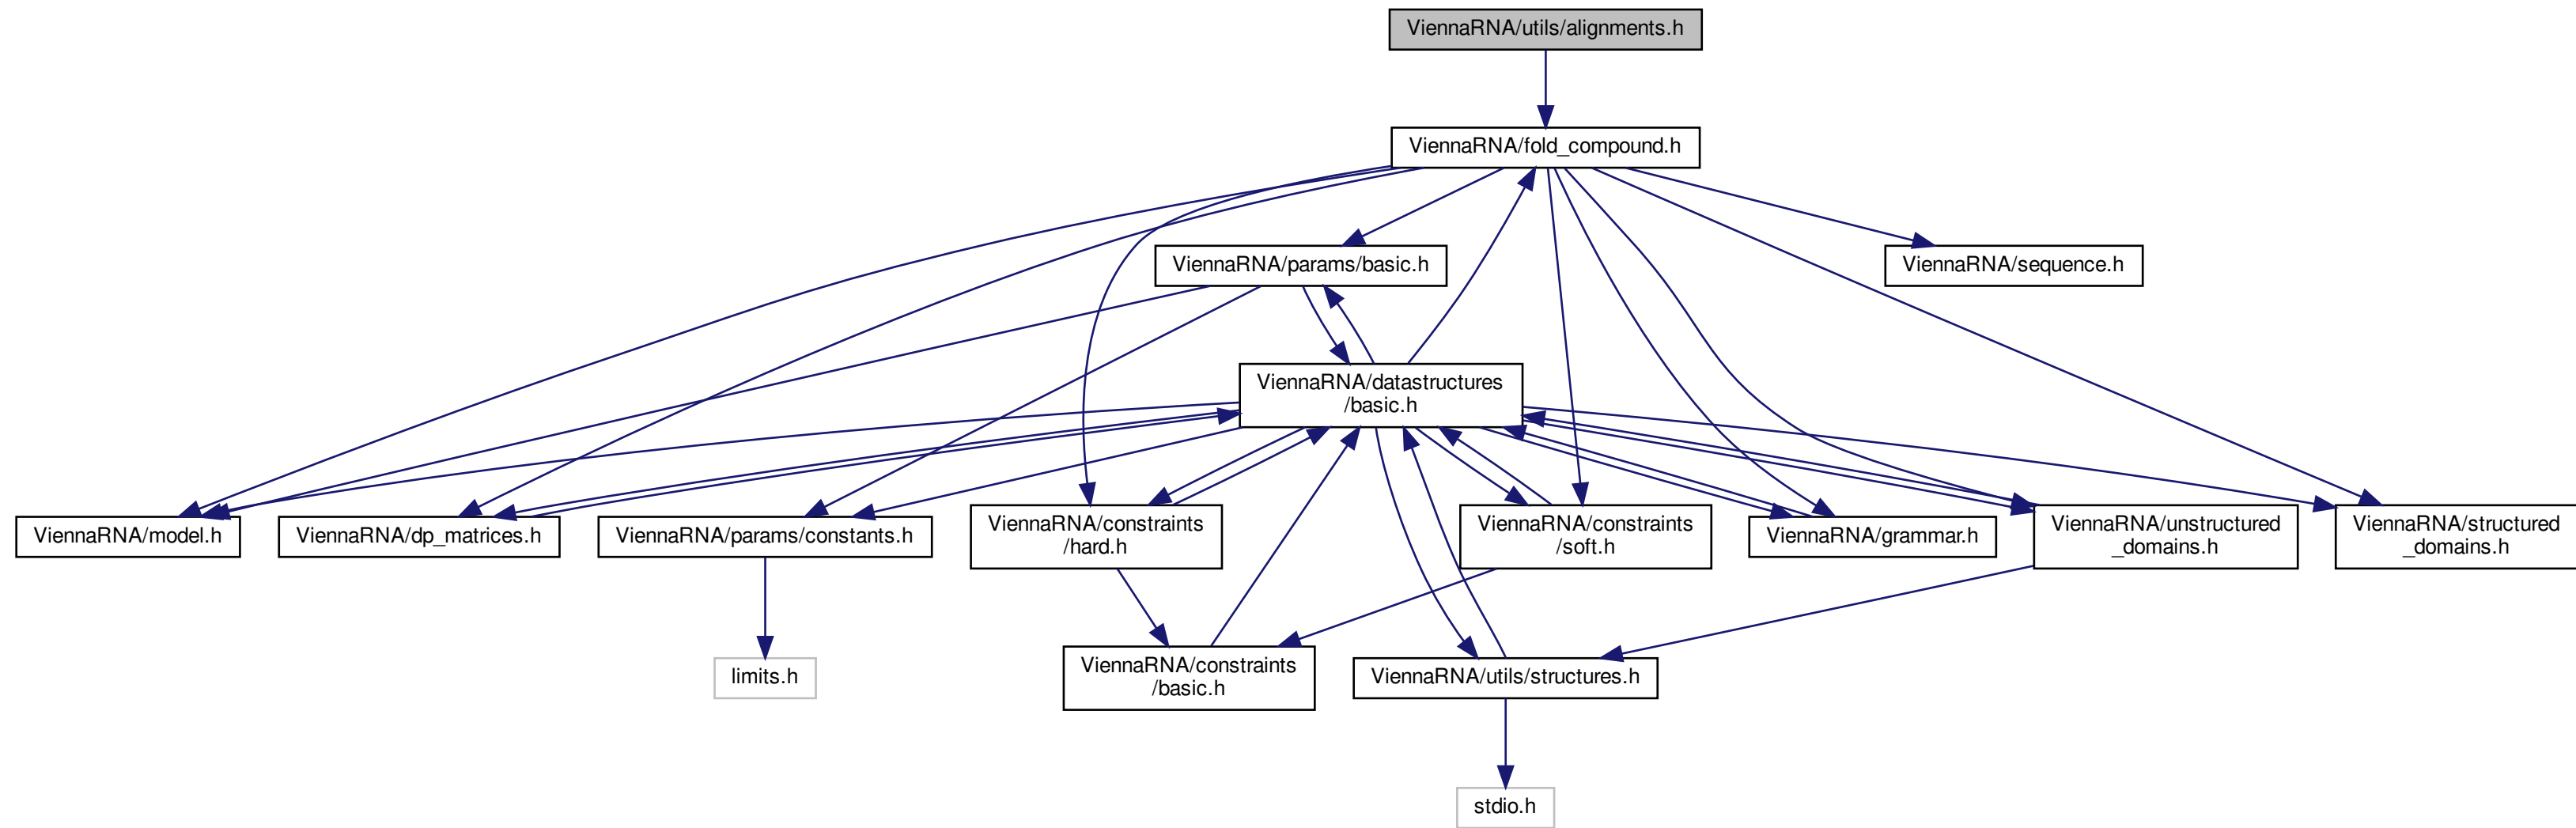 ViennaRNA/utils/alignments.h
ViennaRNA/fold_compound.h
ViennaRNA/params/basic.h
ViennaRNA/sequence.h
ViennaRNA/datastructures
/basic.h
ViennaRNA/model.h
ViennaRNA/dp_matrices.h
ViennaRNA/params/constants.h
ViennaRNA/constraints
/hard.h
ViennaRNA/constraints
/soft.h
ViennaRNA/grammar.h
ViennaRNA/unstructured
_domains.h
ViennaRNA/structured
_domains.h
limits.h
ViennaRNA/constraints
/basic.h
ViennaRNA/utils/structures.h
stdio.h